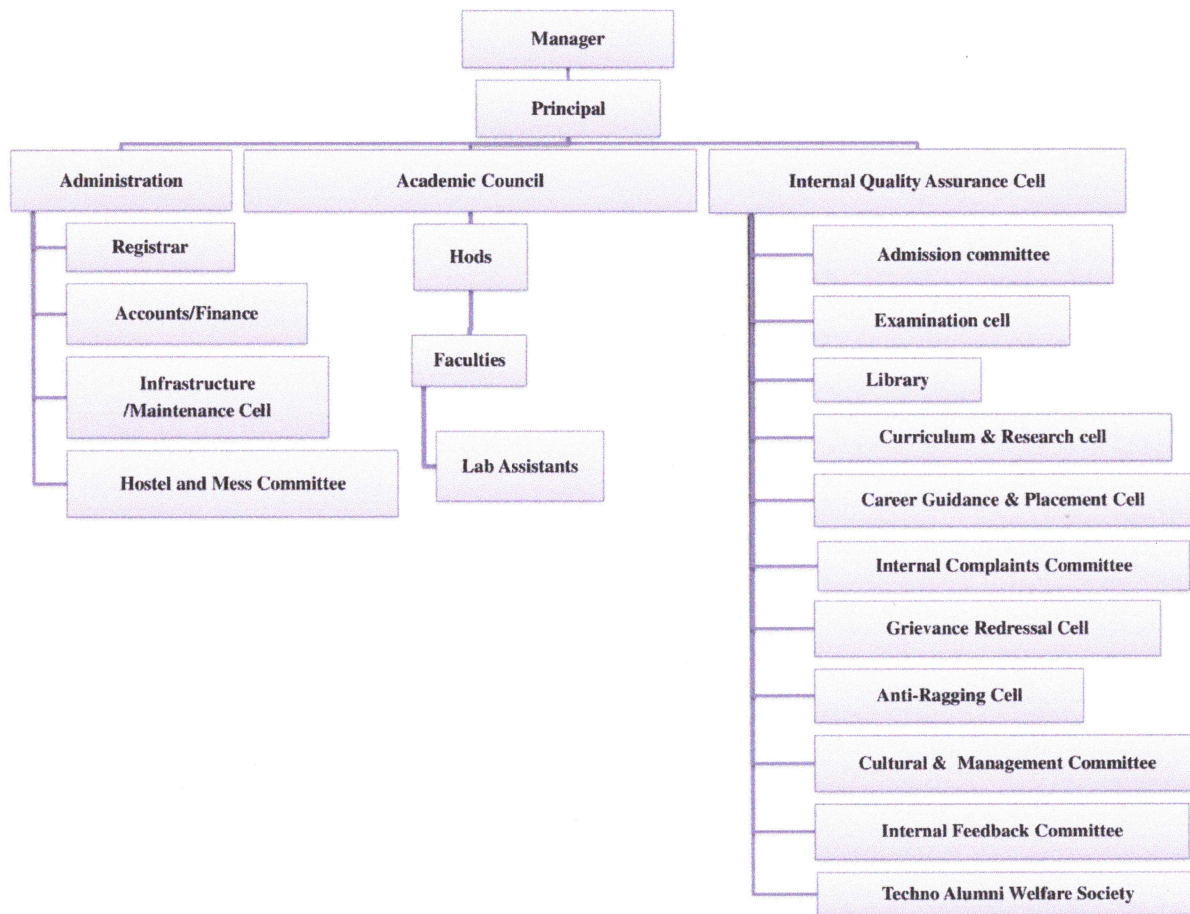 Manager
Principal
Administration
Academic Council
Internal Quality Assurance Cell
Registrar
Accounts/Finance
Infrastructure
/Maintenance Cell
Hostel and Mess Committee
Hods
Faculties
Lab Assistants
Admission committee
Examination cell
Library
Curriculum & Research cell
Career Guidance & Placement Cell
Internal Complaints Committee
Grievance Redressal Cell
Anti-Ragging Cell
Cultural &  Management Committee
Internal Feedback Committee
Techno Alumni Welfare Society